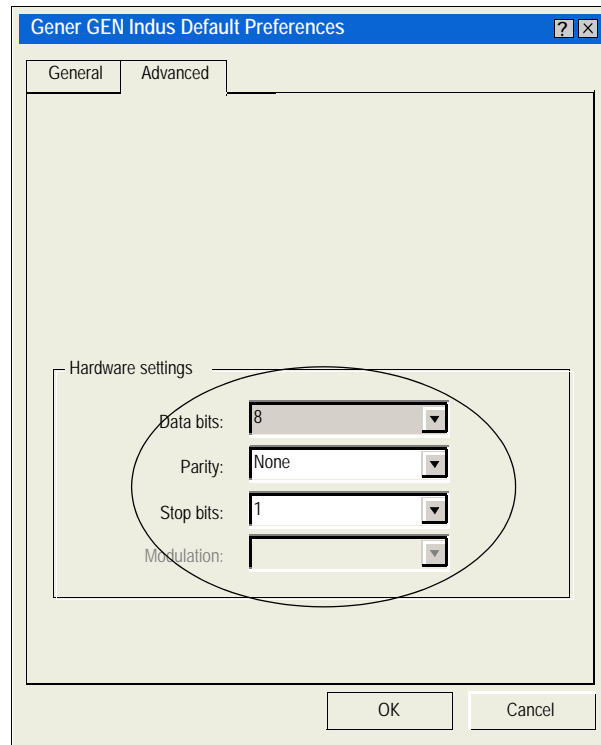 Gener GEN Indus Default Preferences ? ×
General Advanced
Hardware settings
Data bits: 8
Parity: None
Stop bits: 1
Modulation:
OK Cancel